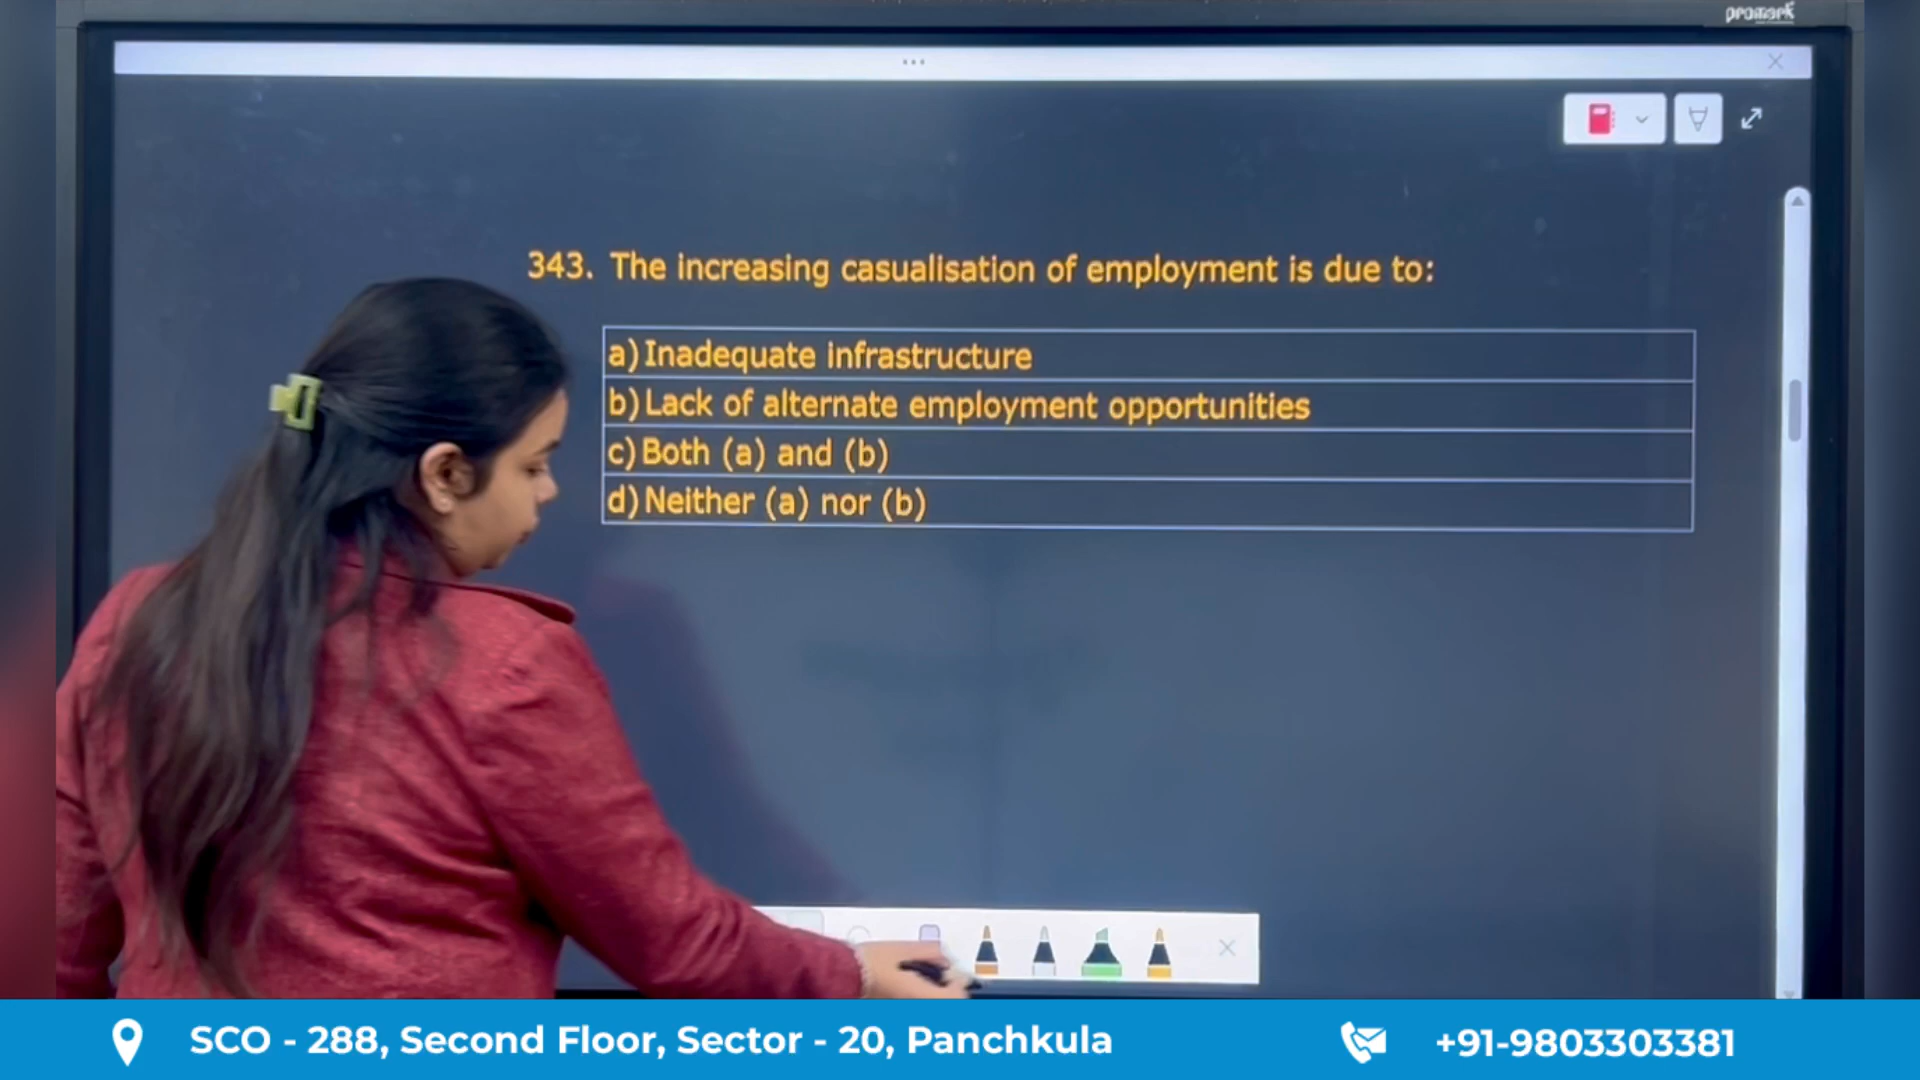 promark
343. The increasing casualisation of employment is due to:
a) Inadequate infrastructure
b) Lack of alternate employment opportunities
c) Both (a) and (b)
d) Neither (a) nor (b)
SCO - 288, Second Floor, Sector - 20, Panchkula
+91-9803303381